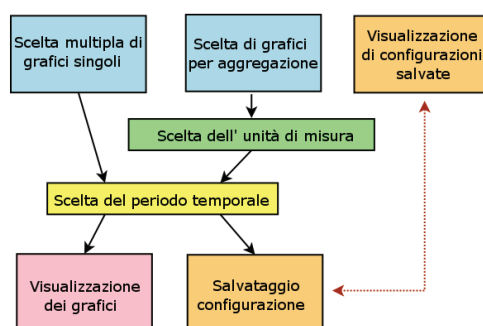 Scelta multipla di
grafici singoli
Scelta di grafici
per aggregazione
Visualizzazione
di configurazioni
salvate
Scelta dell' unità di misura
Scelta del periodo temporale
Visualizzazione
dei grafici
Salvataggio
configurazione